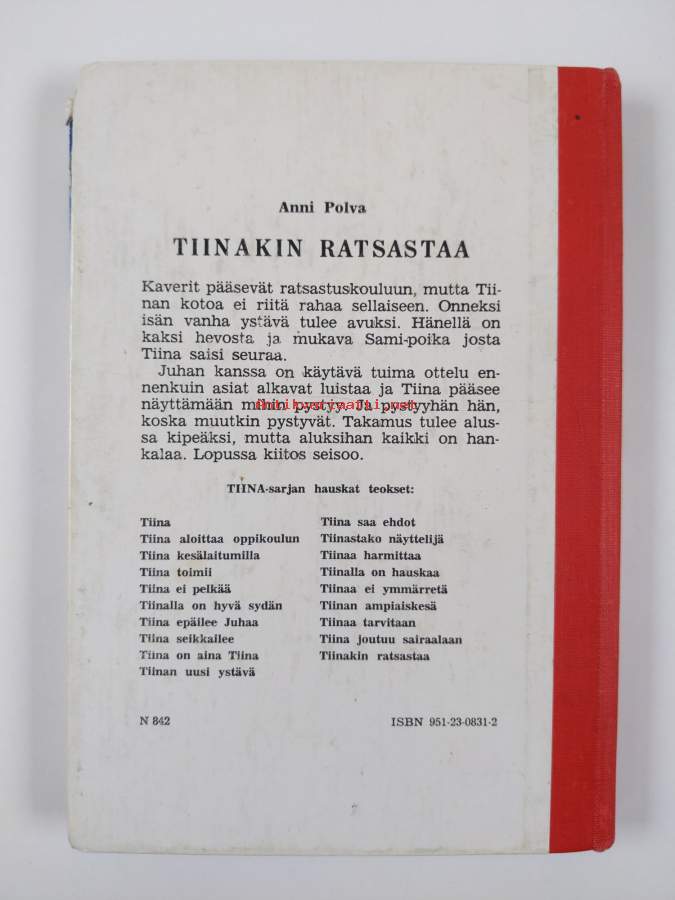 Anni Polva
TIINAKIN RATSASTAA
Kaverit pääsevät ratsastuskouluun, mutta Tii-
nan kotoa ei riitä rahaa sellaiseen. Onneksi
isän vanha ystävä tulee avuksi. Hänellä on
kaksi hevosta ja mukava Sami-poika josta
Tiina saisi seuraa.
Juhan kanssa on käytävä tuima ottelu en-
nenkuin asiat alkavat luistaa ja Tiina pääsee
näyttämään mihin pystyy. Ja pystyyhän hän,
koska muutkin pystyvät. Takamus tulee alus-
sa kipeäksi, mutta aluksihan kaikki on han-
kalaa. Lopussa kiitos seisoo.
TIINA-sarjan hauskat teokset:
Tiina
Tiina aloittaa oppikoulun
Tiina kesälaitumilla
Tiina toimii
Tiina ei pelkää
Tiinalla on hyvä sydän
Tiina epäilee Juhaa
Tiina seikkailee
Tiina on aina Tiina
Tiinan uusi ystävä
Tiina saa ehdot
Tiinastako näyttelijä
Tiinaa harmittaa
Tiinalla on hauskaa
Tiinaa ei ymmärretä
Tiinan ampiaiskesä
Tiinaa tarvitaan
Tiina joutuu sairaalaan
Tiinakin ratsastaa
N 842
ISBN 951-23-0831-2